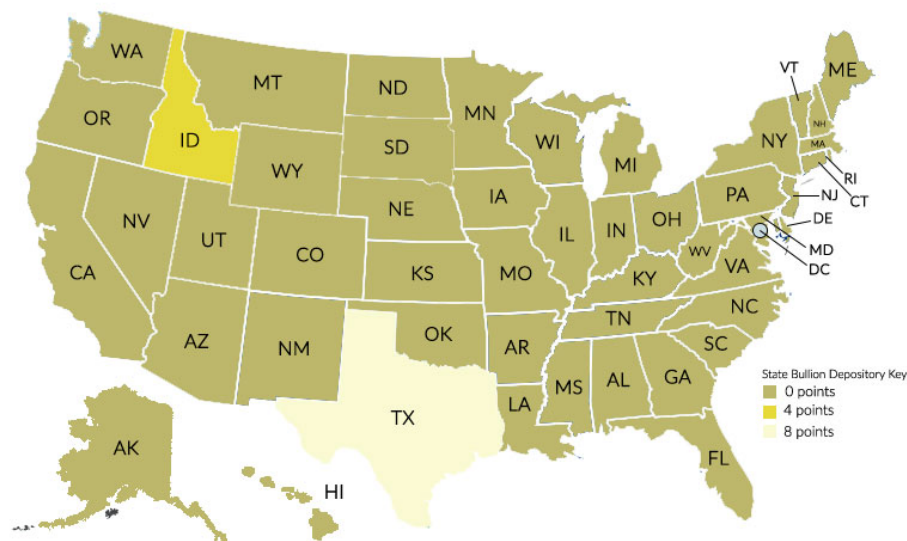 WA
MT
ND
MN
VT
ME
OR
ID
SD
WI
MI
NY
NH
MA
RI
CT
WY
NE
IA
PA
NJ
DE
MD
DC
NV
UT
CO
KS
MO
IL
IN
OH
WV
VA
KY
CA
AZ
NM
OK
AR
TN
NC
SC
TX
LA
MS
AL
GA
FL
AK
HI
State Bullion Depository Key
0 points
4 points
8 points